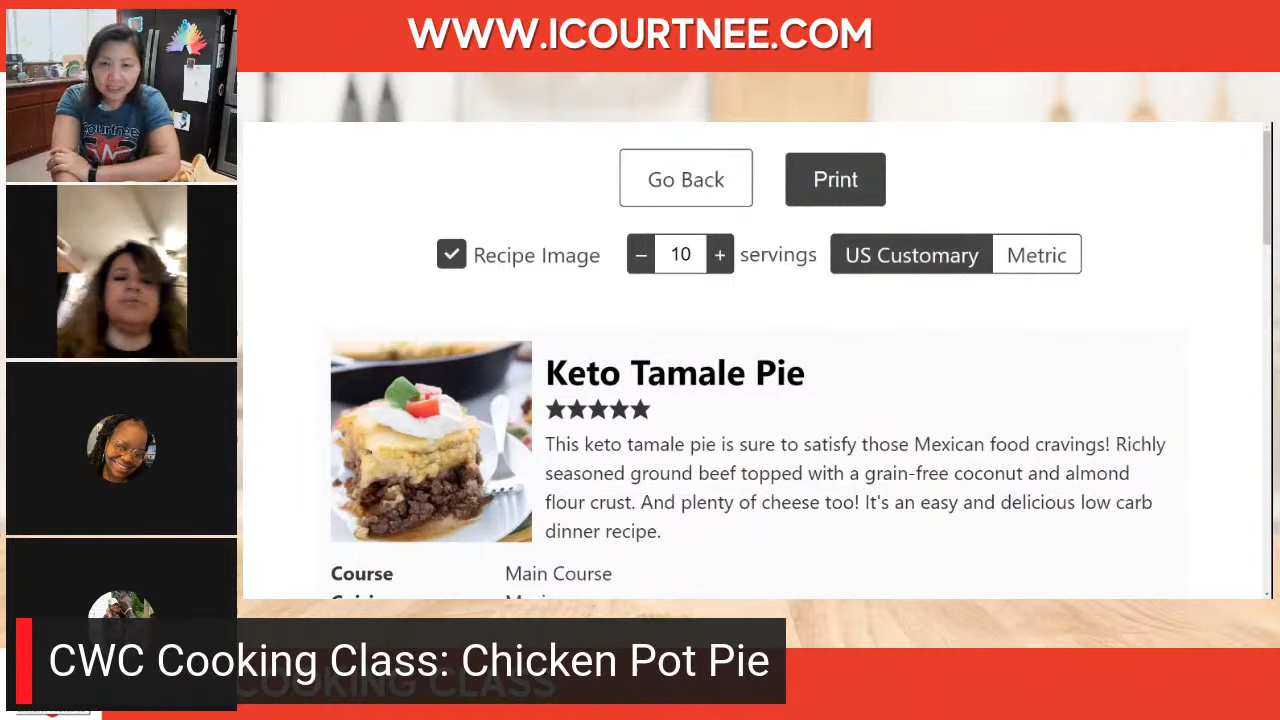 WWW.ICOURTNEE.COM
iCourtnee
Go Back
Print
Recipe Image
–
10
+
servings
US Customary
Metric
Keto Tamale Pie
★★★★★
This keto tamale pie is sure to satisfy those Mexican food cravings! Richly
seasoned ground beef topped with a grain-free coconut and almond
flour crust. And plenty of cheese too! It's an easy and delicious low carb
dinner recipe.
Course
Main Course
CWC Cooking Class: Chicken Pot Pie
COOKING CLASS